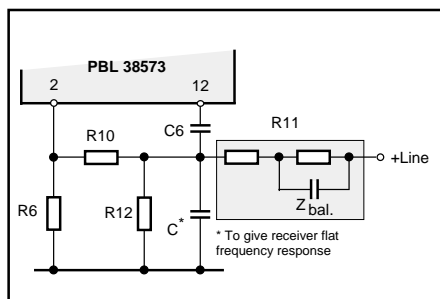 PBL 38573
2
12
C6
R11
R10
+Line
R6
R12
C*
Z bal.
* To give receiver flat
frequency response